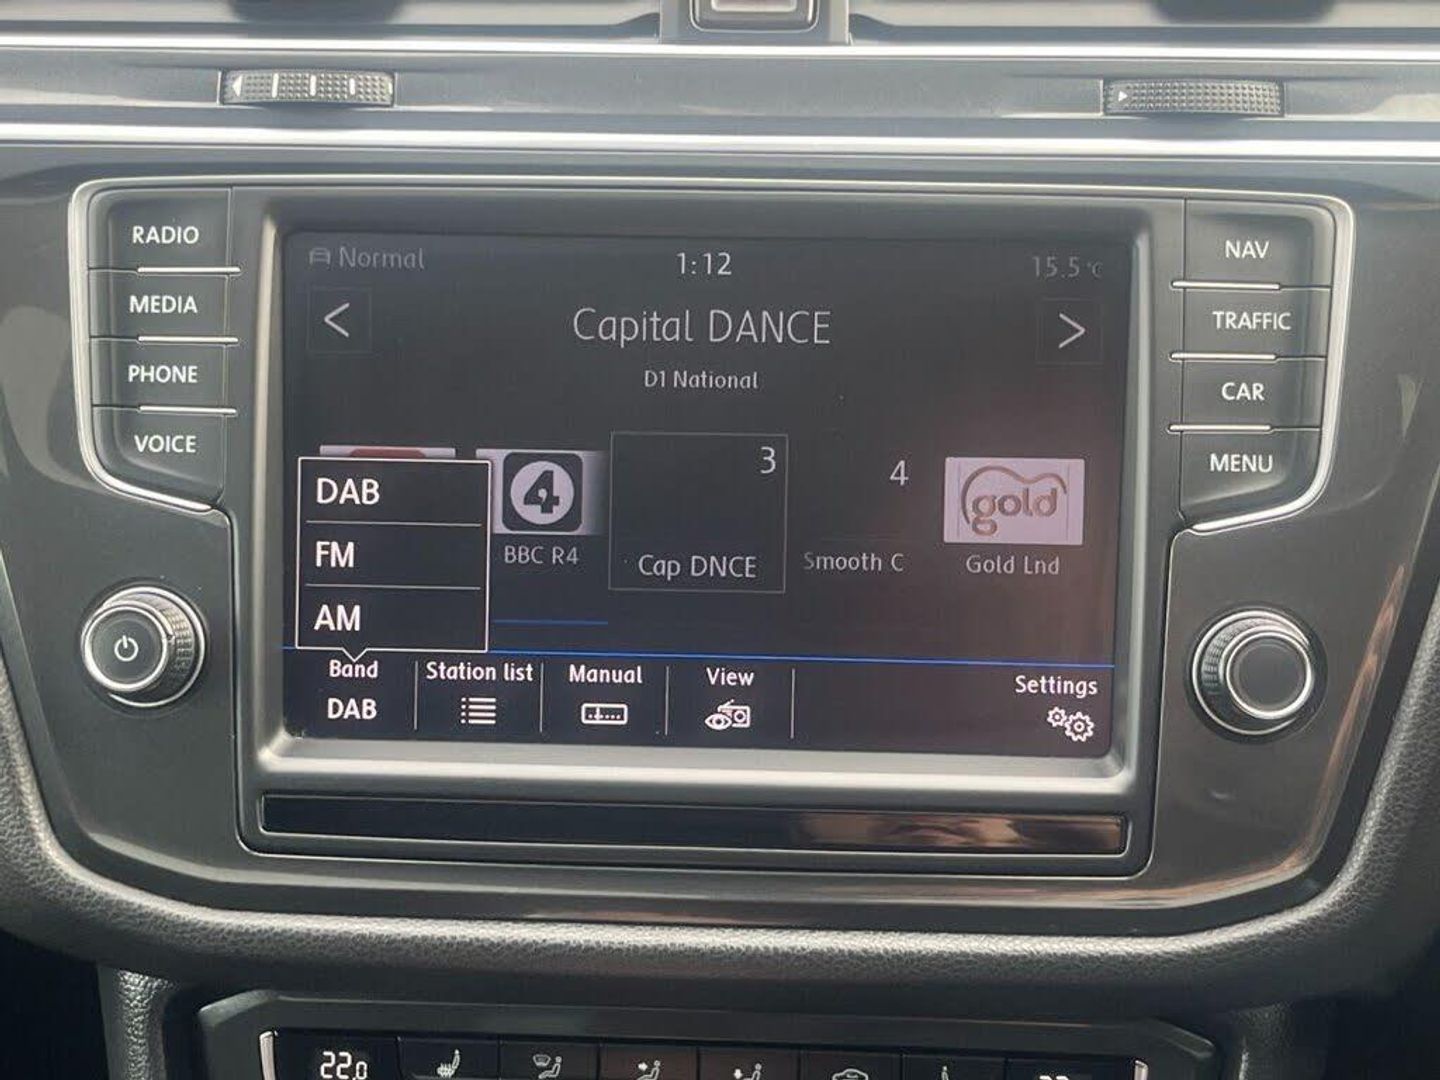 RADIO
MEDIA
PHONE
VOICE
Normal
1:12
15.5°C
<
Capital DANCE
>
D1 National
DAB
FM
AM
4
BBC R4
3
Cap DNCE
4
Smooth C
gold
Gold Lnd
Band
DAB
Station list
Manual
View
Settings
NAV
TRAFFIC
CAR
MENU
22.0